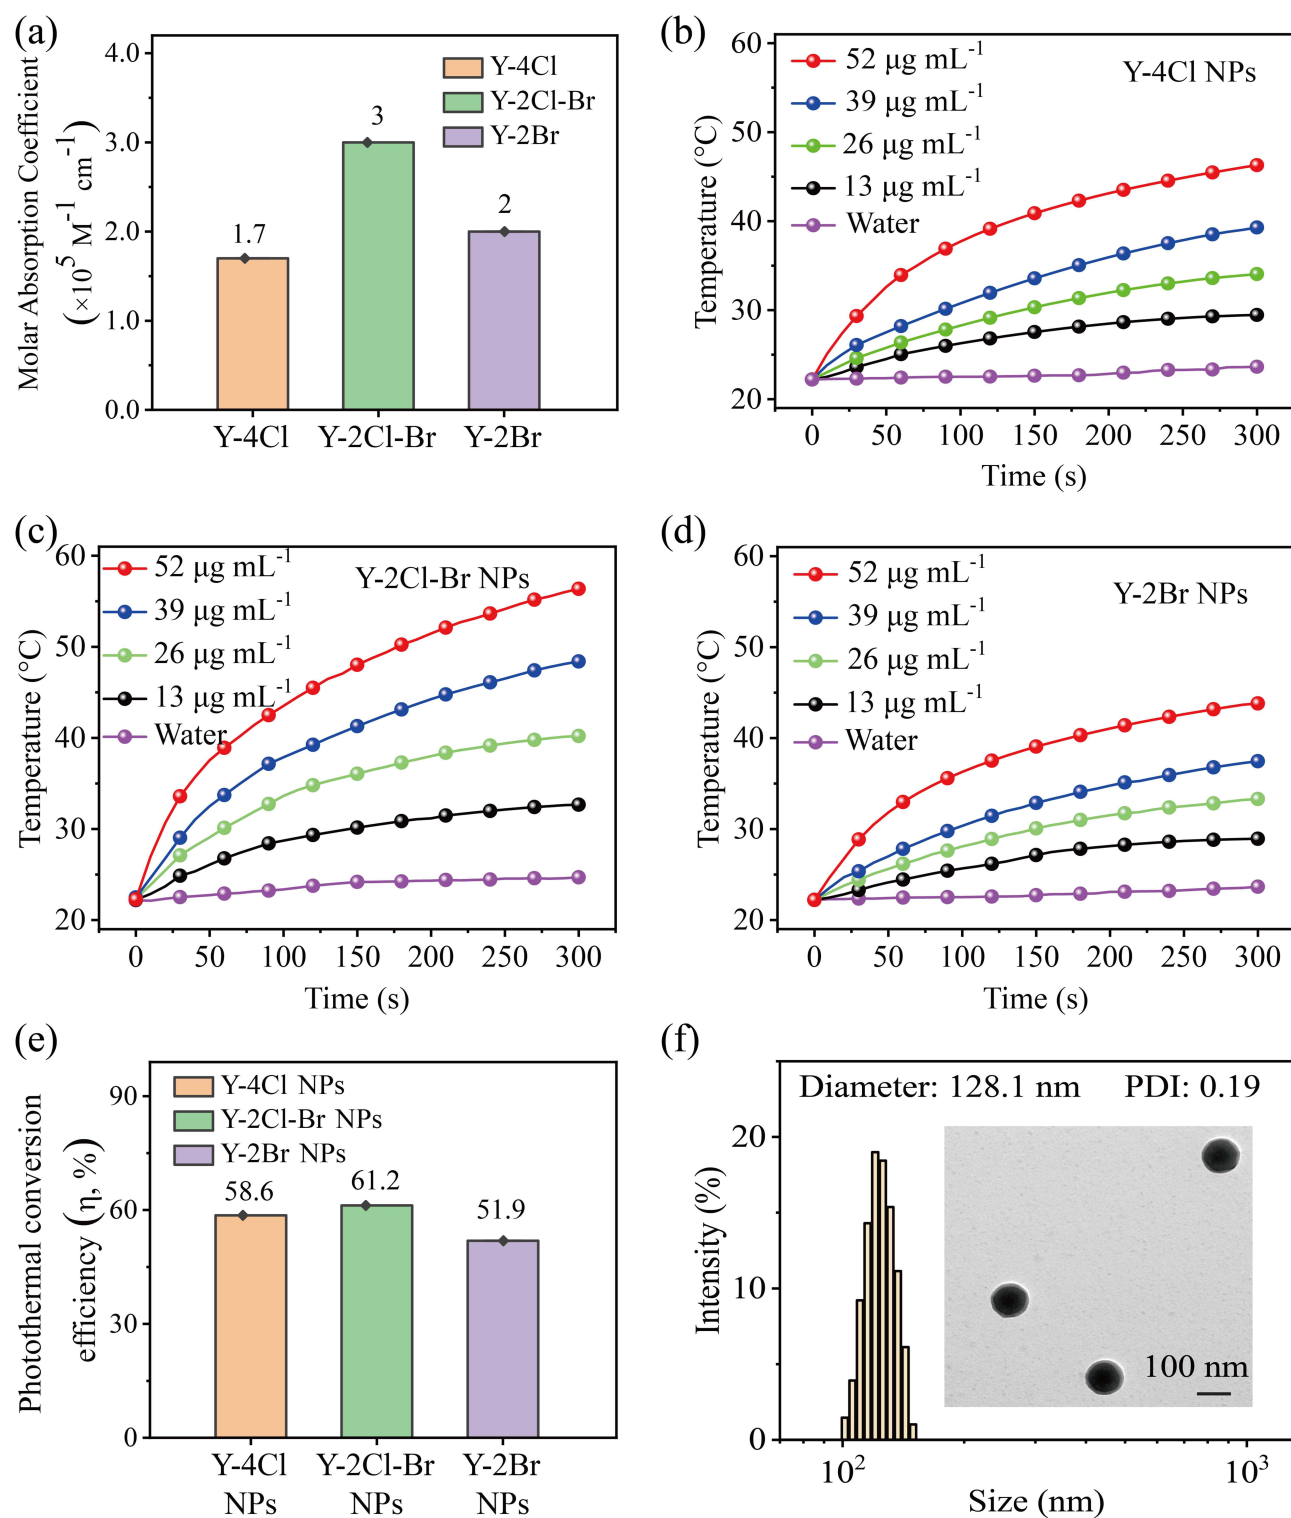 (a)
Molar Absorption Coefficient
(×10⁵ M⁻¹ cm⁻¹)
4.0
3.0
2.0
1.0
0.0
Y-4Cl
Y-2Cl-Br
Y-2Br
1.7
3
2
Y-4Cl Y-2Cl-Br Y-2Br
(b)
Temperature (°C)
60
50
40
30
20
52 μg mL⁻¹
39 μg mL⁻¹
26 μg mL⁻¹
13 μg mL⁻¹
Water
Y-4Cl NPs
0 50 100 150 200 250 300
Time (s)
(c)
Temperature (°C)
60
50
40
30
20
52 μg mL⁻¹
39 μg mL⁻¹
26 μg mL⁻¹
13 μg mL⁻¹
Water
Y-2Cl-Br NPs
0 50 100 150 200 250 300
Time (s)
(d)
Temperature (°C)
60
50
40
30
20
52 μg mL⁻¹
39 μg mL⁻¹
26 μg mL⁻¹
13 μg mL⁻¹
Water
Y-2Br NPs
0 50 100 150 200 250 300
Time (s)
(e)
Photothermal conversion
efficiency (η, %)
90
60
30
0
Y-4Cl NPs
Y-2Cl-Br NPs
Y-2Br NPs
58.6
61.2
51.9
Y-4Cl Y-2Cl-Br Y-2Br
NPs NPs NPs
(f)
Intensity (%)
20
10
0
Diameter: 128.1 nm PDI: 0.19
100 nm
10² 10³
Size (nm)